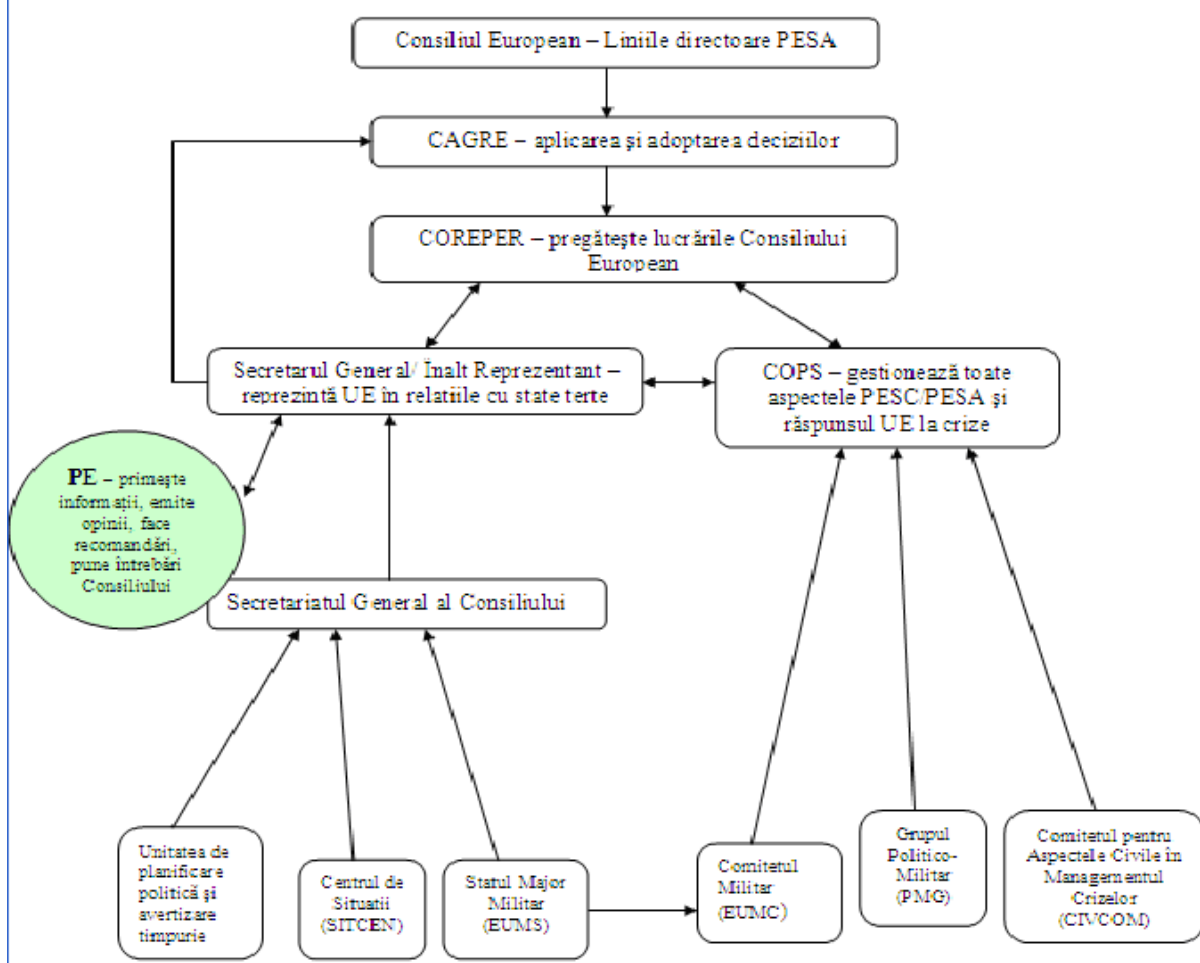 Consiliul European – Liniile directoare PESA
CAGRE – aplicarea şi adoptarea deciziilor
COREPER – pregăteşte lucrările Consiliului
European
Secretarul General/ Înalt Reprezentant –
reprezintă UE în relatiile cu state terte
COPS – gestionează toate
aspectele PESC/PESA şi
răspunsul UE la crize
PE – primeşte
informaţii, emite
opinii, face
recomandări,
pune întrebări
Consiliului
Secretariatul General al Consiliului
Unitatea de
planificare
politică şi
avertizare
timpurie
Centrul de
Situatii
(SITCEN)
Statul Major
Militar
(EUMS)
Comitetul
Militar
(EUMC)
Grupul
Politico-
Militar
(PMG)
Comitetul pentru
Aspectele Civile în
Managementul
Crizelor
(CIVCOM)